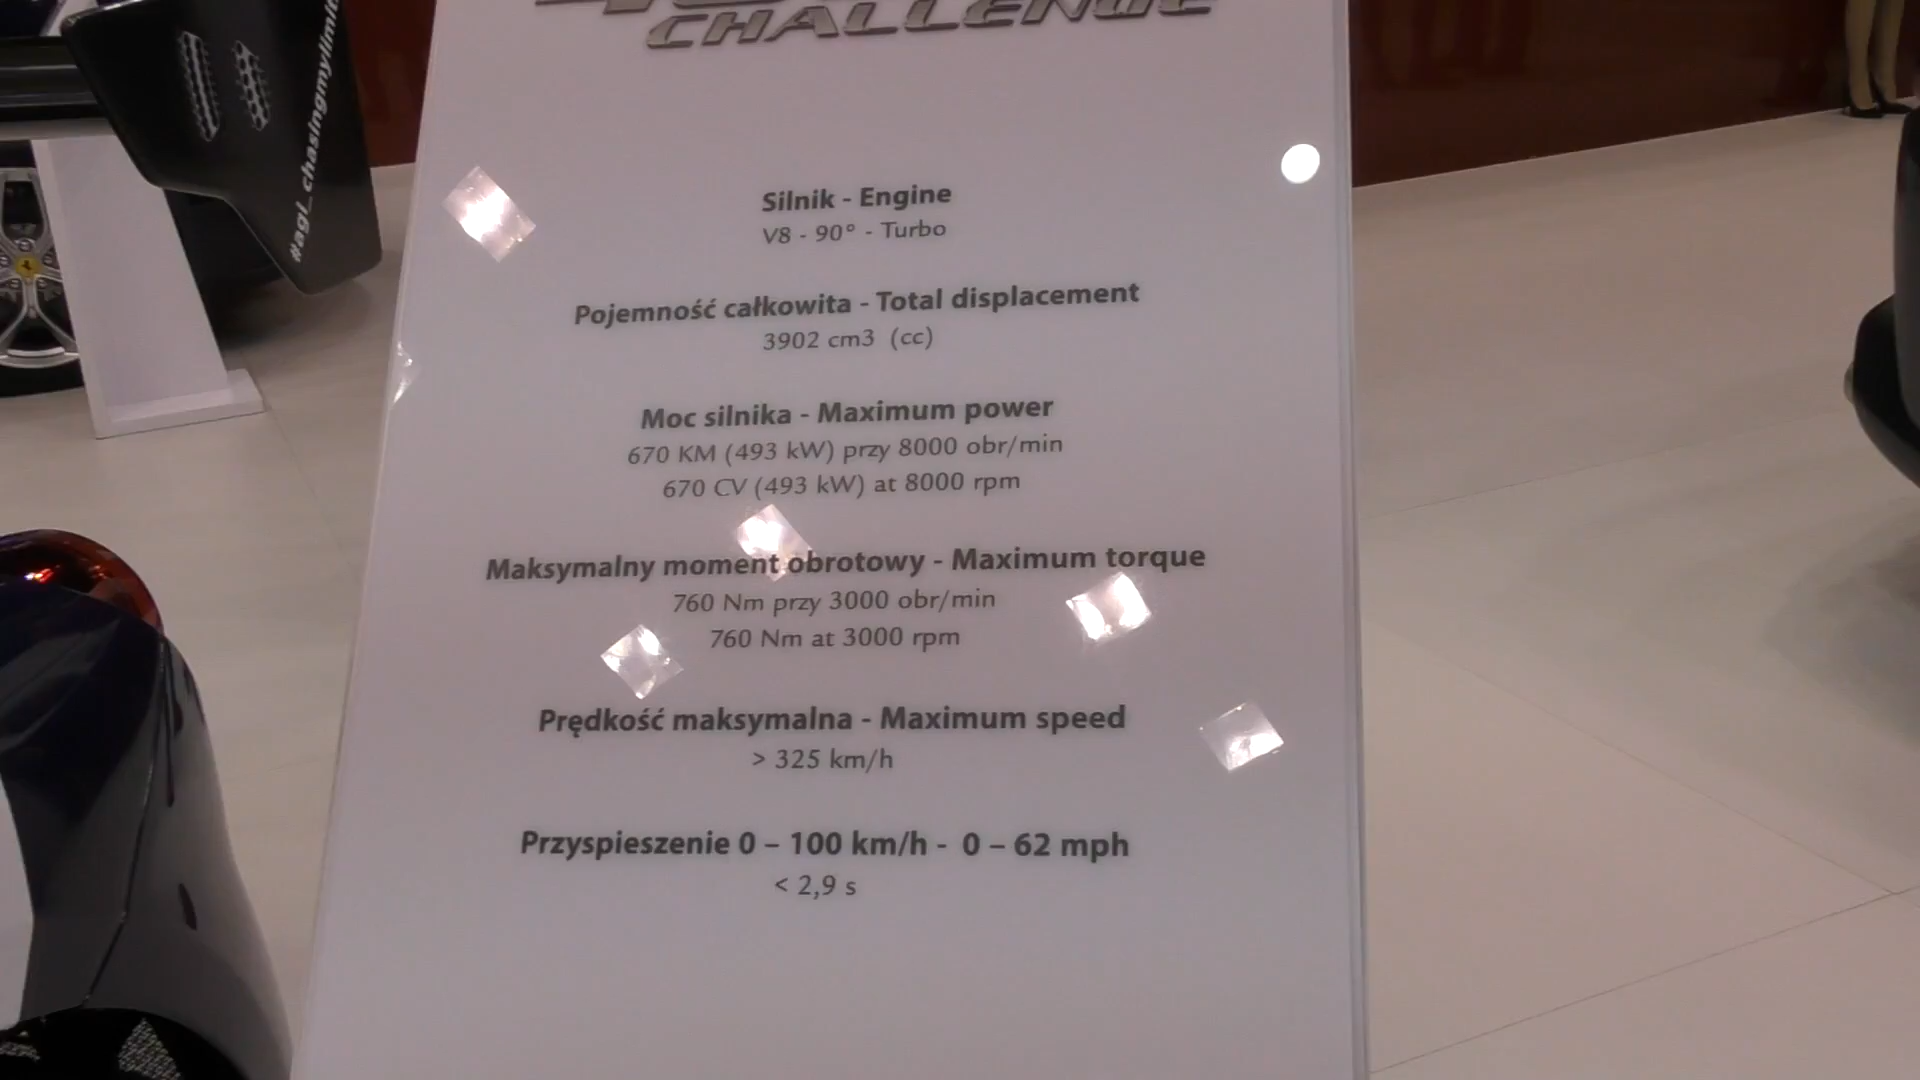 CHALLENGE
#agi_chasingmylimits
Silnik - Engine
V8 - 90° - Turbo
Pojemność całkowita - Total displacement
3902 cm3 (cc)
Moc silnika - Maximum power
670 KM (493 kW) przy 8000 obr/min
670 CV (493 kW) at 8000 rpm
Maksymalny moment obrotowy - Maximum torque
760 Nm przy 3000 obr/min
760 Nm at 3000 rpm
Prędkość maksymalna - Maximum speed
> 325 km/h
Przyspieszenie 0 – 100 km/h - 0 – 62 mph
< 2,9 s